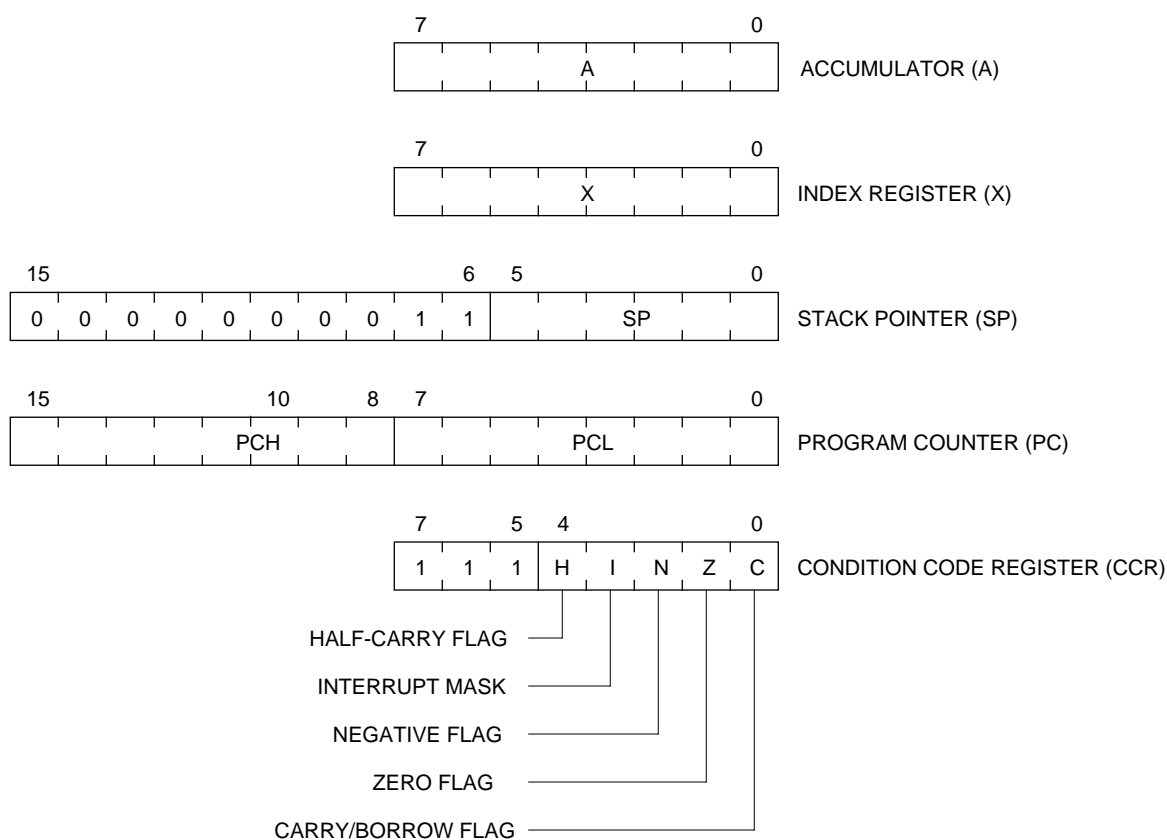 7 0
A ACCUMULATOR (A)
7 0
X INDEX REGISTER (X)
15 6 5 0
0 0 0 0 0 0 0 0 1 1 SP STACK POINTER (SP)
15 10 8 7 0
PCH PCL PROGRAM COUNTER (PC)
7 5 4 0
1 1 1 H I N Z C CONDITION CODE REGISTER (CCR)
HALF-CARRY FLAG
INTERRUPT MASK
NEGATIVE FLAG
ZERO FLAG
CARRY/BORROW FLAG